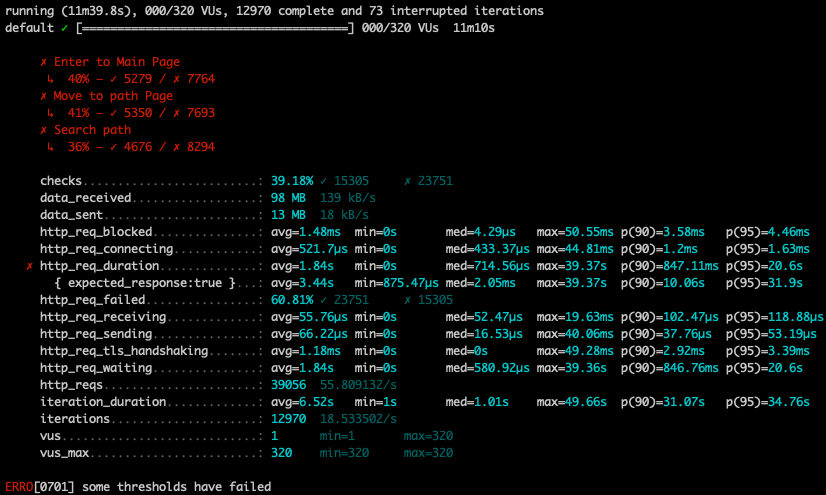 running (11m39.8s), 000/320 VUs, 12970 complete and 73 interrupted iterations
default ✓ [======================================] 000/320 VUs  11m10s
✗ Enter to Main Page
↳  40% — ✓ 5279 / ✗ 7764
✗ Move to path Page
↳  41% — ✓ 5350 / ✗ 7693
✗ Search path
↳  36% — ✓ 4676 / ✗ 8294
checks.........................: 39.18% ✓ 15305     ✗ 23751
data_received..................: 98 MB  139 kB/s
data_sent......................: 13 MB  18 kB/s
http_req_blocked...............: avg=1.48ms  min=0s       med=4.29µs   max=50.55ms p(90)=3.58ms   p(95)=4.46ms
http_req_connecting............: avg=521.7µs min=0s       med=433.37µs max=44.81ms p(90)=1.2ms    p(95)=1.63ms
✗ http_req_duration..............: avg=1.84s   min=0s       med=714.56µs max=39.37s  p(90)=847.11ms p(95)=20.6s
{ expected_response:true }...: avg=3.44s   min=875.47µs med=2.05ms   max=39.37s  p(90)=10.06s   p(95)=31.9s
http_req_failed................: 60.81% ✓ 23751     ✗ 15305
http_req_receiving.............: avg=55.76µs min=0s       med=52.47µs  max=19.63ms p(90)=102.47µs p(95)=118.88µs
http_req_sending...............: avg=66.22µs min=0s       med=16.53µs  max=40.06ms p(90)=37.76µs  p(95)=53.19µs
http_req_tls_handshaking.......: avg=1.18ms  min=0s       med=0s       max=49.28ms p(90)=2.92ms   p(95)=3.39ms
http_req_waiting...............: avg=1.84s   min=0s       med=580.92µs max=39.36s  p(90)=846.76ms p(95)=20.6s
http_reqs......................: 39056  55.809132/s
iteration_duration.............: avg=6.52s   min=1s       med=1.01s    max=49.66s  p(90)=31.07s   p(95)=34.76s
iterations.....................: 12970  18.533502/s
vus............................: 1      min=1       max=320
vus_max........................: 320    min=320     max=320
ERRO[0701] some thresholds have failed